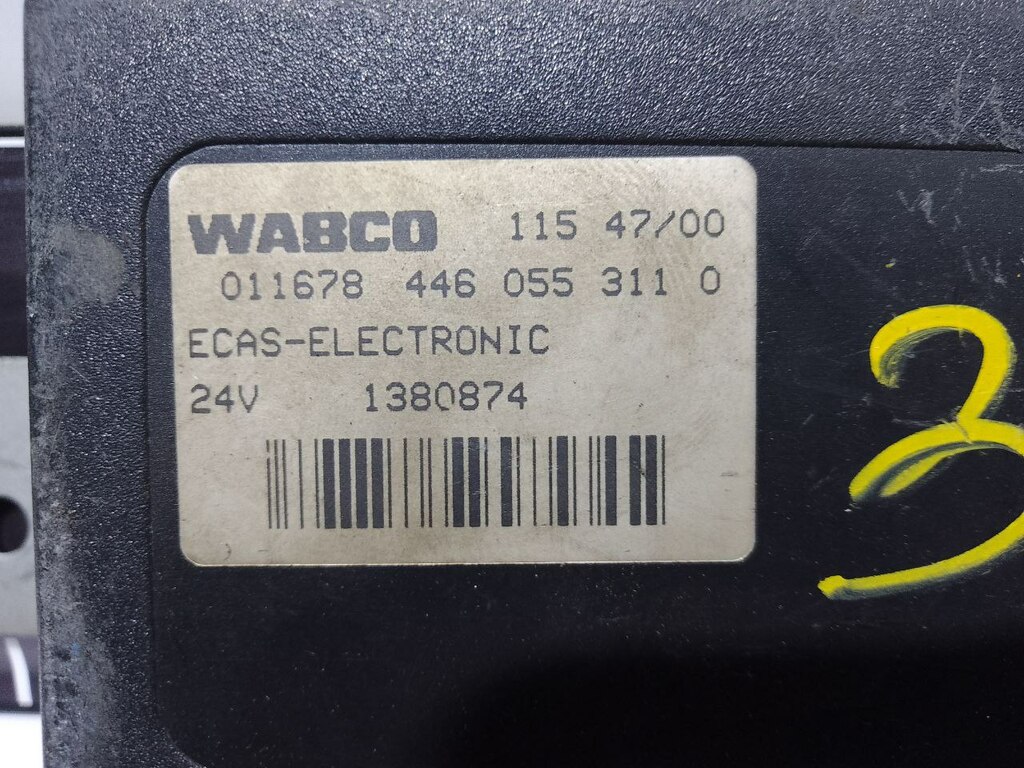 WABCO 115 47/00
011678 446 055 311 0
ECAS-ELECTRONIC
24V 1380874
3